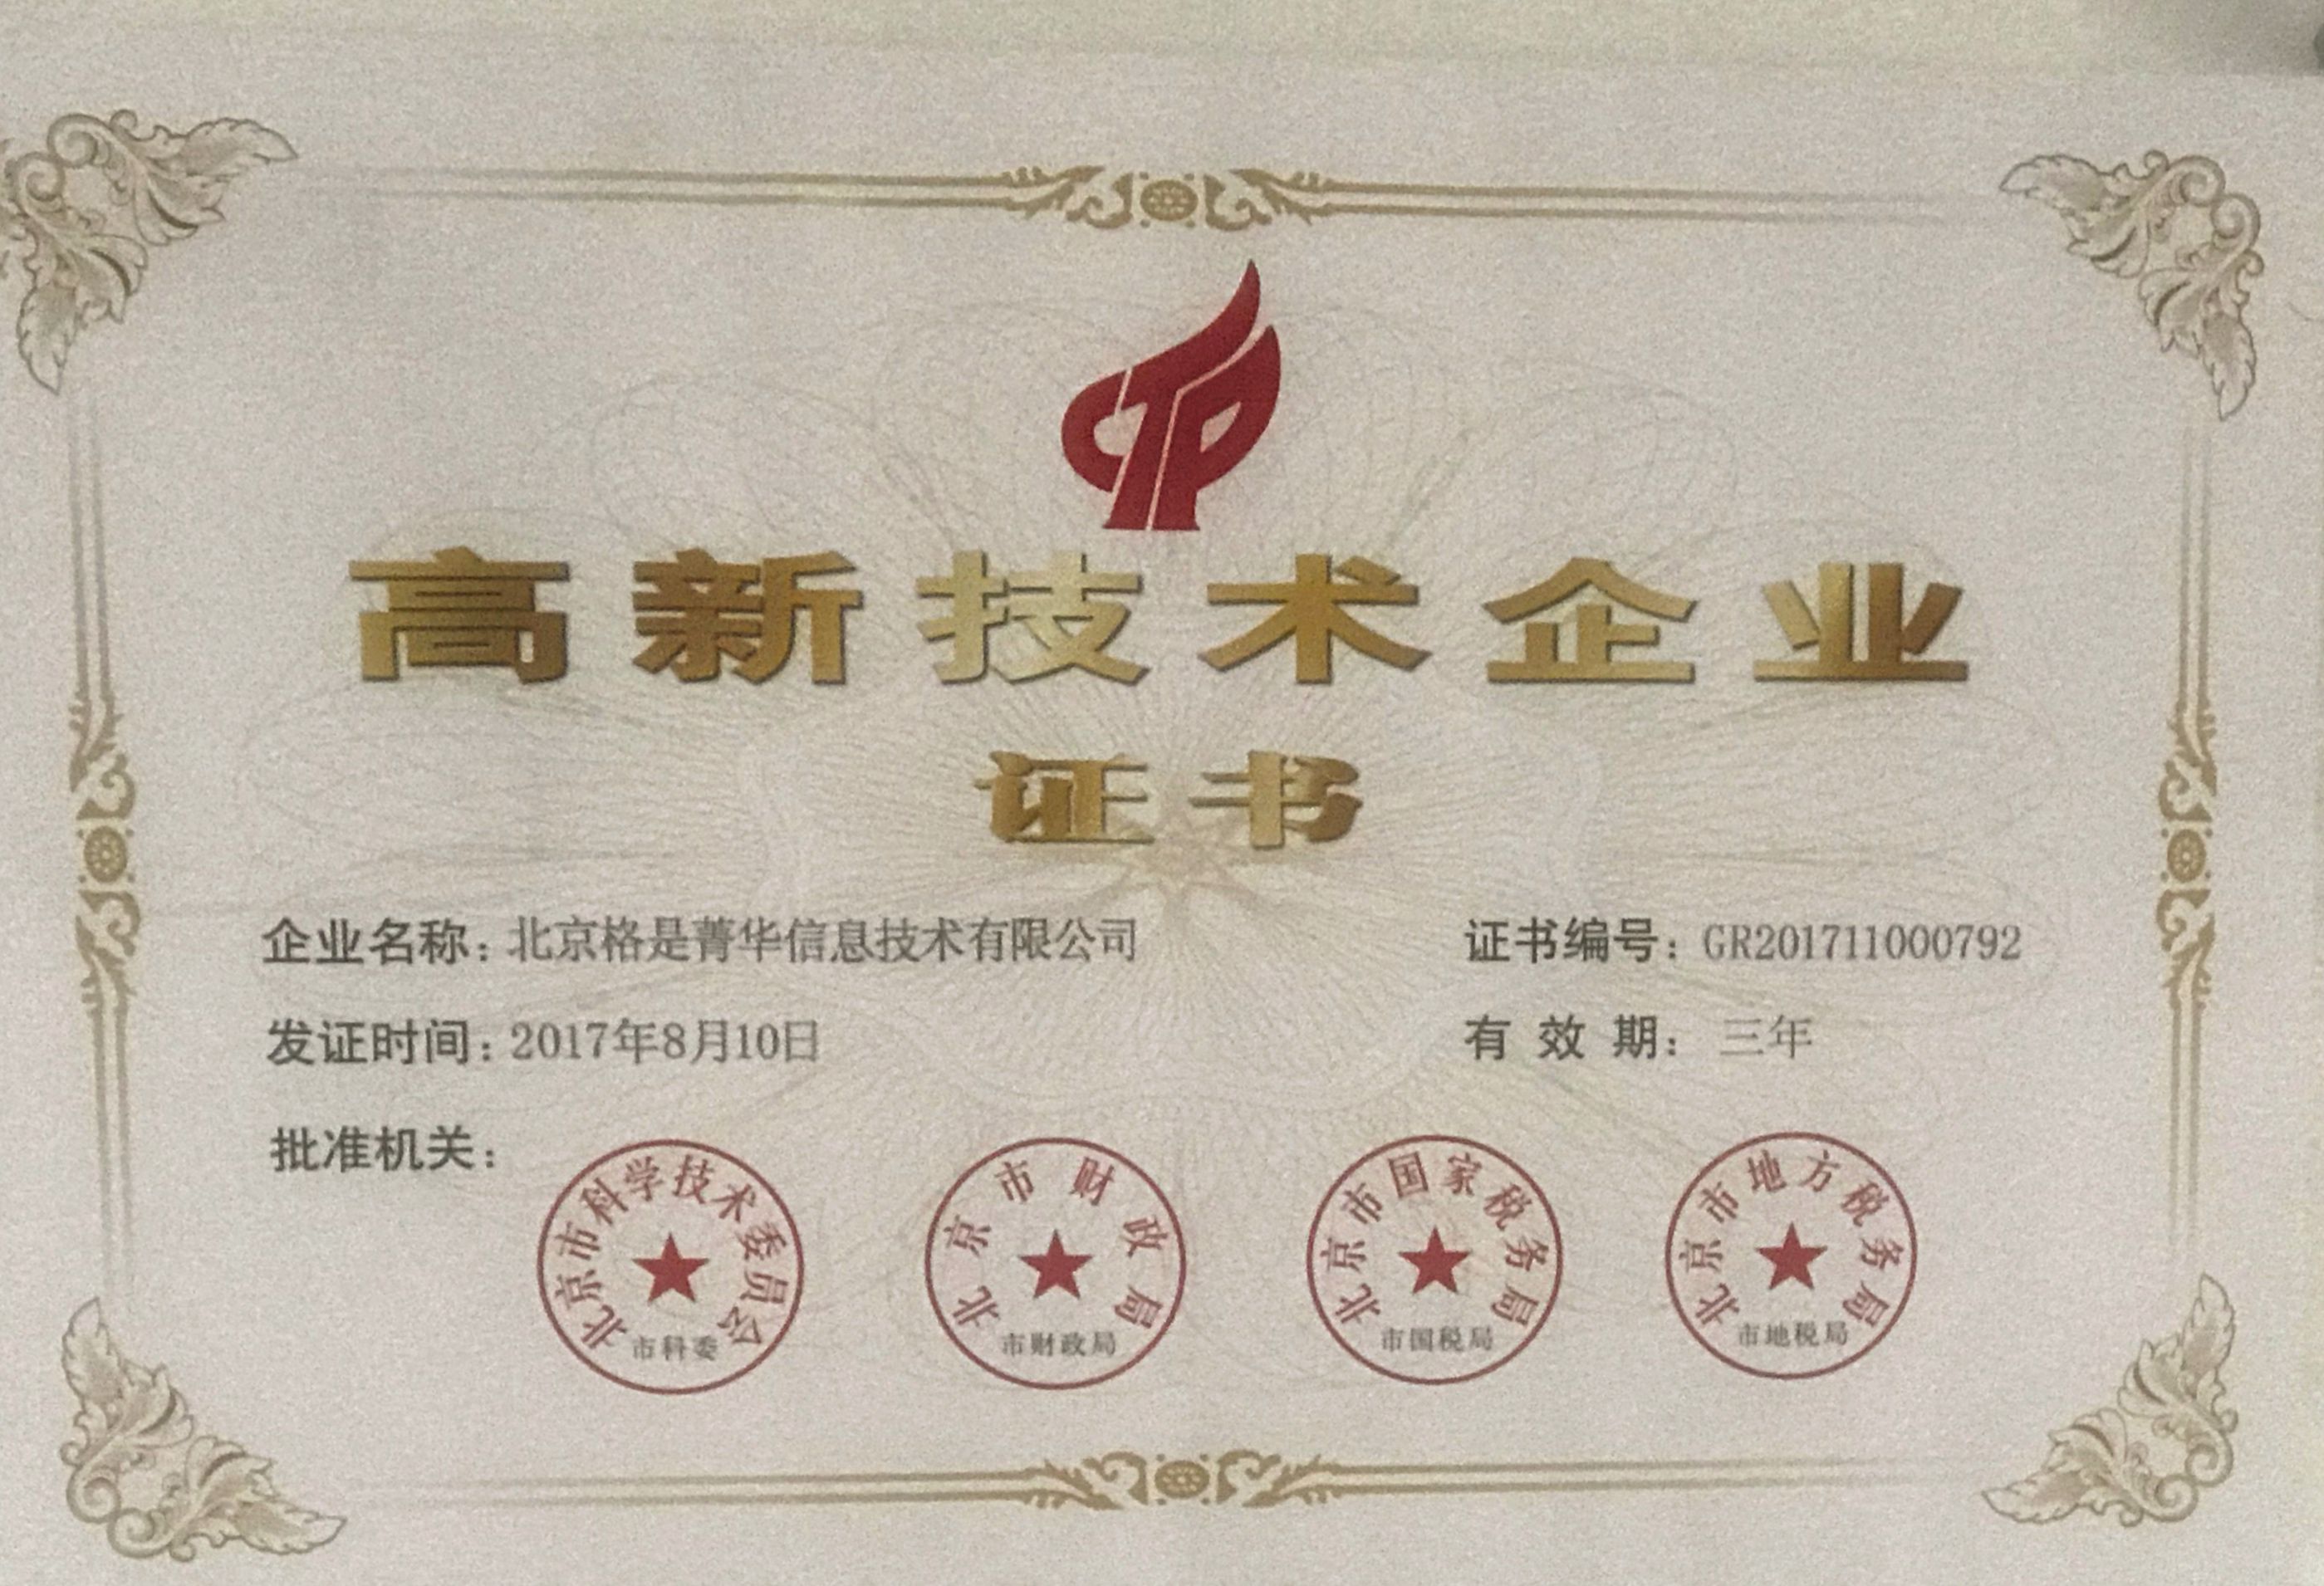 高新技术企业
证书
企业名称：北京格是菁华信息技术有限公司
证书编号：GR201711000792
发证时间：2017年8月10日
有效期：三年
批准机关：
北京市科学技术委员会
市科委
北京市财政局
市财政局
北京市国家税务局
市国税局
北京市地方税务局
市地税局